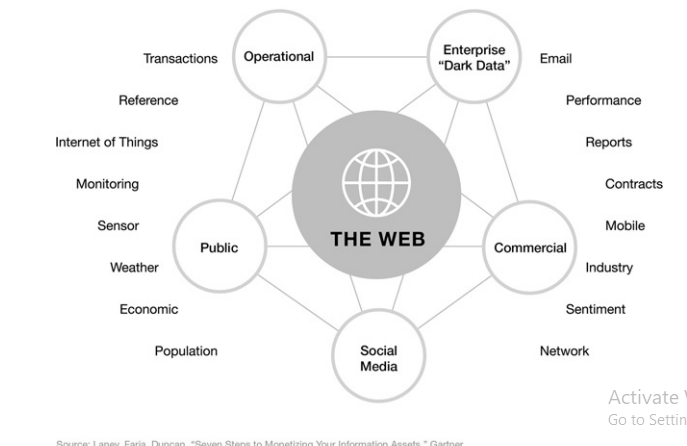 Transactions
Operational
Enterprise
“Dark Data”
Email
Reference
Performance
Internet of Things
Reports
Monitoring
Contracts
Sensor
Mobile
Public
THE WEB
Commercial
Weather
Industry
Economic
Sentiment
Population
Social
Media
Network
Activate
Go to Settin
Source: Laney, Faria, Duncan, “Seven Steps to Monetizing Your Information Assets,” Gartner